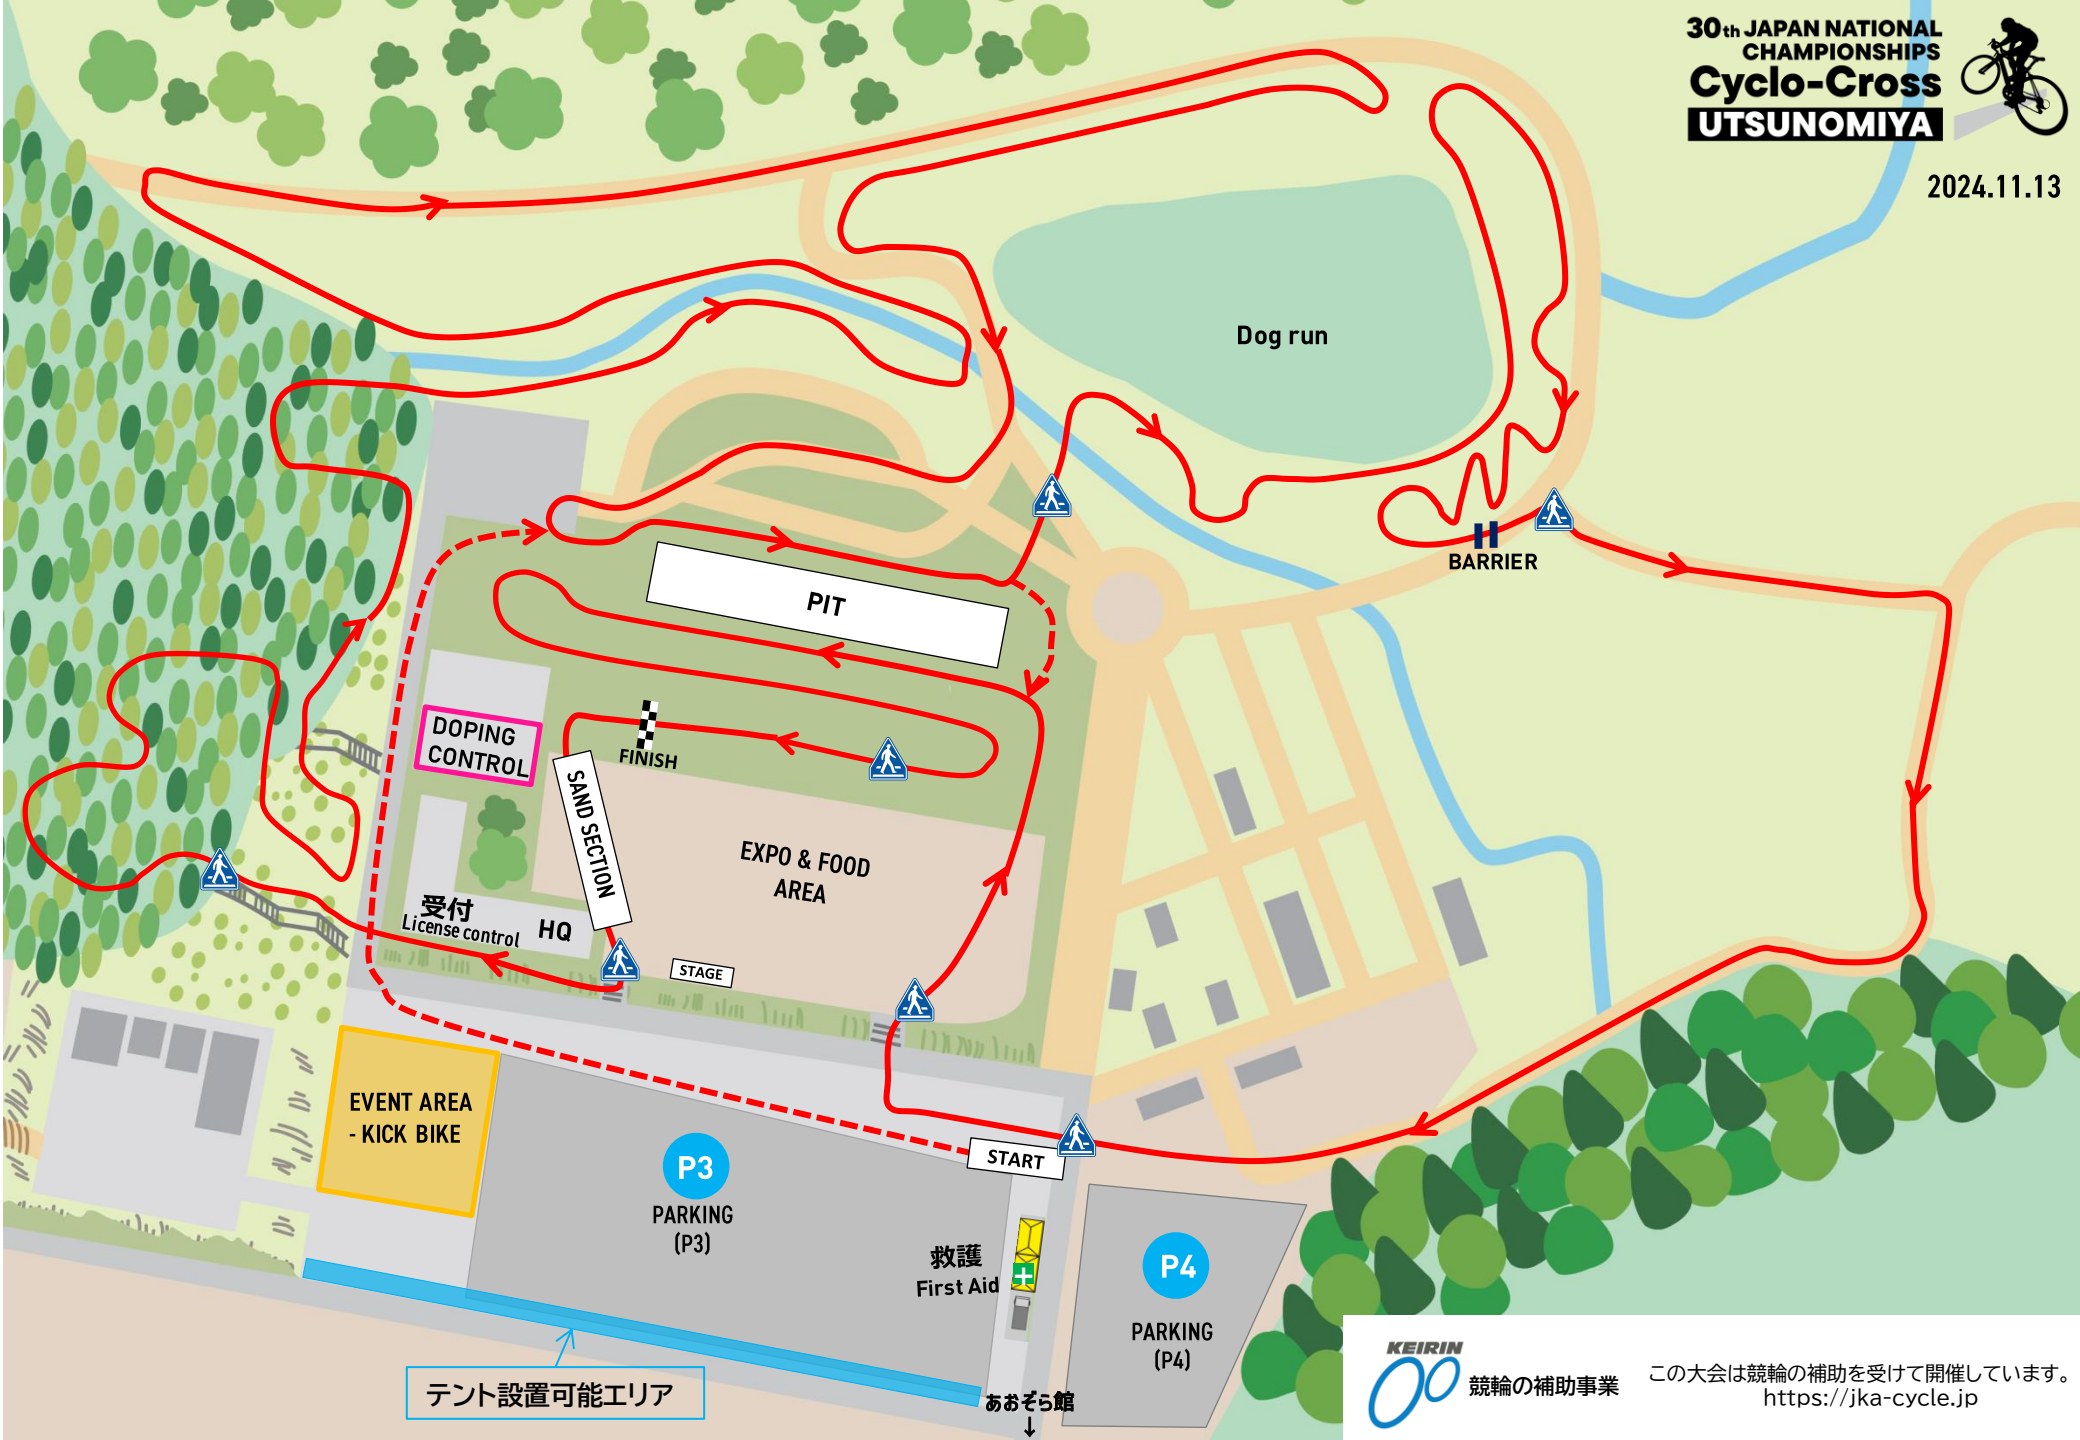 30th JAPAN NATIONAL
CHAMPIONSHIPS
Cyclo-Cross
UTSUNOMIYA
2024.11.13
Dog run
BARRIER
PIT
DOPING
CONTROL
FINISH
SAND SECTION
EXPO & FOOD
AREA
受付
License control
HQ
STAGE
EVENT AREA
- KICK BIKE
START
P3
PARKING
(P3)
救護
First Aid
P4
PARKING
(P4)
テント設置可能エリア
あおぞら館
↓
KEIRIN
競輪の補助事業
この大会は競輪の補助を受けて開催しています。
https://jka-cycle.jp